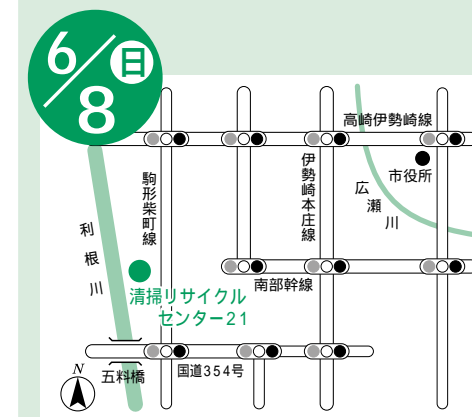 6/8
日
高崎伊勢崎線
市役所
駒形柴町線
伊勢崎本庄線
広瀬川
利根川
南部幹線
清掃リサイクル
センター21
五料橋
国道354号
N